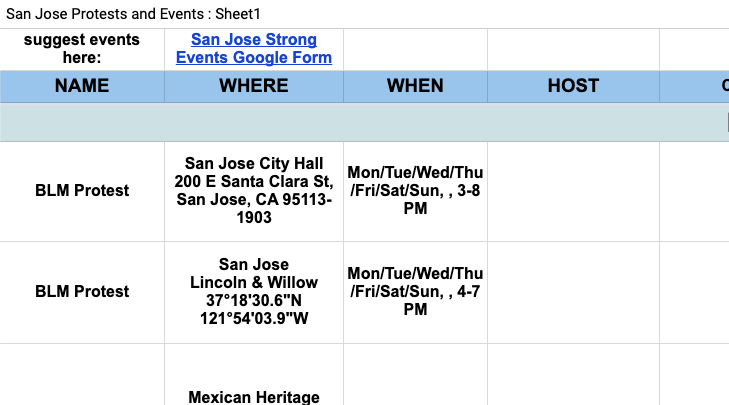 San Jose Protests and Events : Sheet1
suggest events
here:
San Jose Strong
Events Google Form
NAME
WHERE
WHEN
HOST
BLM Protest
San Jose City Hall
200 E Santa Clara St,
San Jose, CA 95113-
1903
Mon/Tue/Wed/Thu
/Fri/Sat/Sun, , 3-8
PM
BLM Protest
San Jose
Lincoln & Willow
37°18'30.6"N
121°54'03.9"W
Mon/Tue/Wed/Thu
/Fri/Sat/Sun, , 4-7
PM
Mexican Heritage